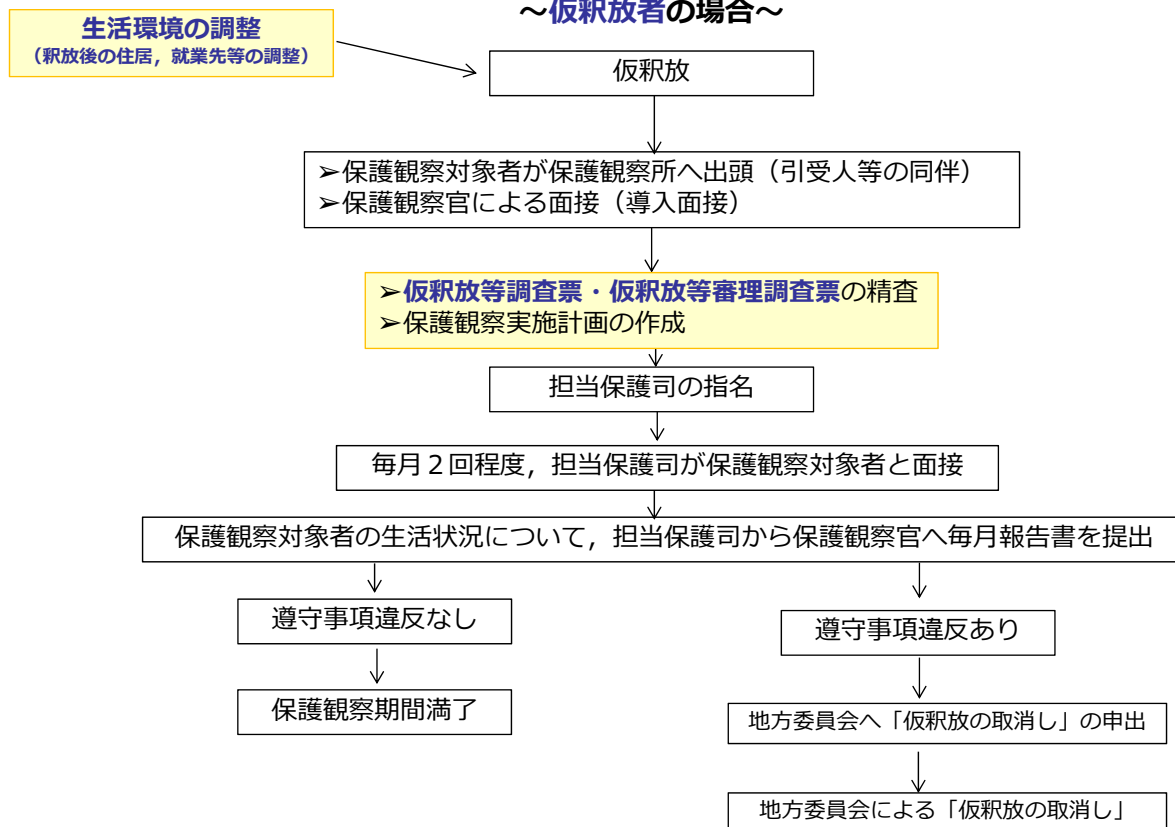 ～仮釈放者の場合～
生活環境の調整
（釈放後の住居，就業先等の調整）
仮釈放
➢保護観察対象者が保護観察所へ出頭（引受人等の同伴）
➢保護観察官による面接（導入面接）
➢仮釈放等調査票・仮釈放等審理調査票の精査
➢保護観察実施計画の作成
担当保護司の指名
毎月２回程度，担当保護司が保護観察対象者と面接
保護観察対象者の生活状況について，担当保護司から保護観察官へ毎月報告書を提出
遵守事項違反なし
遵守事項違反あり
保護観察期間満了
地方委員会へ「仮釈放の取消し」の申出
地方委員会による「仮釈放の取消し」